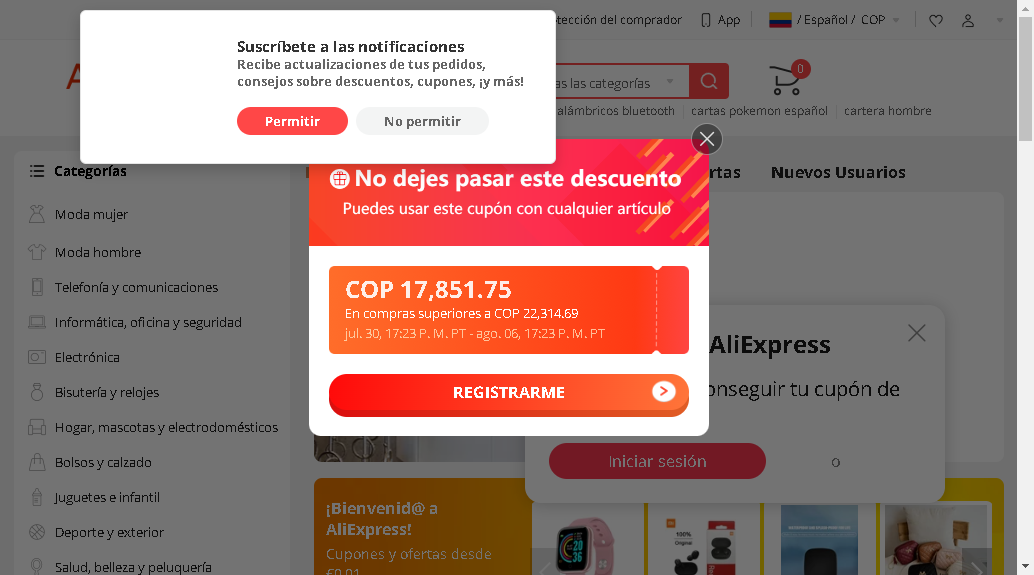 Suscríbete a las notificaciones
Recibe actualizaciones de tus pedidos,
consejos sobre descuentos, cupones, ¡y más!
Permitir
No permitir
del comprador
App
/ Español / COP
las categorías
0
alámbricos bluetooth
cartas pokemon español
cartera hombre
Categorías
Moda mujer
Moda hombre
Telefonía y comunicaciones
Informática, oficina y seguridad
Electrónica
Bisutería y relojes
Hogar, mascotas y electrodomésticos
Bolsos y calzado
Juguetes e infantil
Deporte y exterior
Salud, belleza y peluquería
Nuevos Usuarios
No dejes pasar este descuento
Puedes usar este cupón con cualquier artículo
COP 17,851.75
En compras superiores a COP 22,314.69
jul. 30, 17:23 P. M. PT - ago. 06, 17:23 P. M. PT
REGISTRARME
AliExpress
onseguir tu cupón de
Iniciar sesión
o
¡Bienvenid@ a
AliExpress!
Cupones y ofertas desde
€0,01